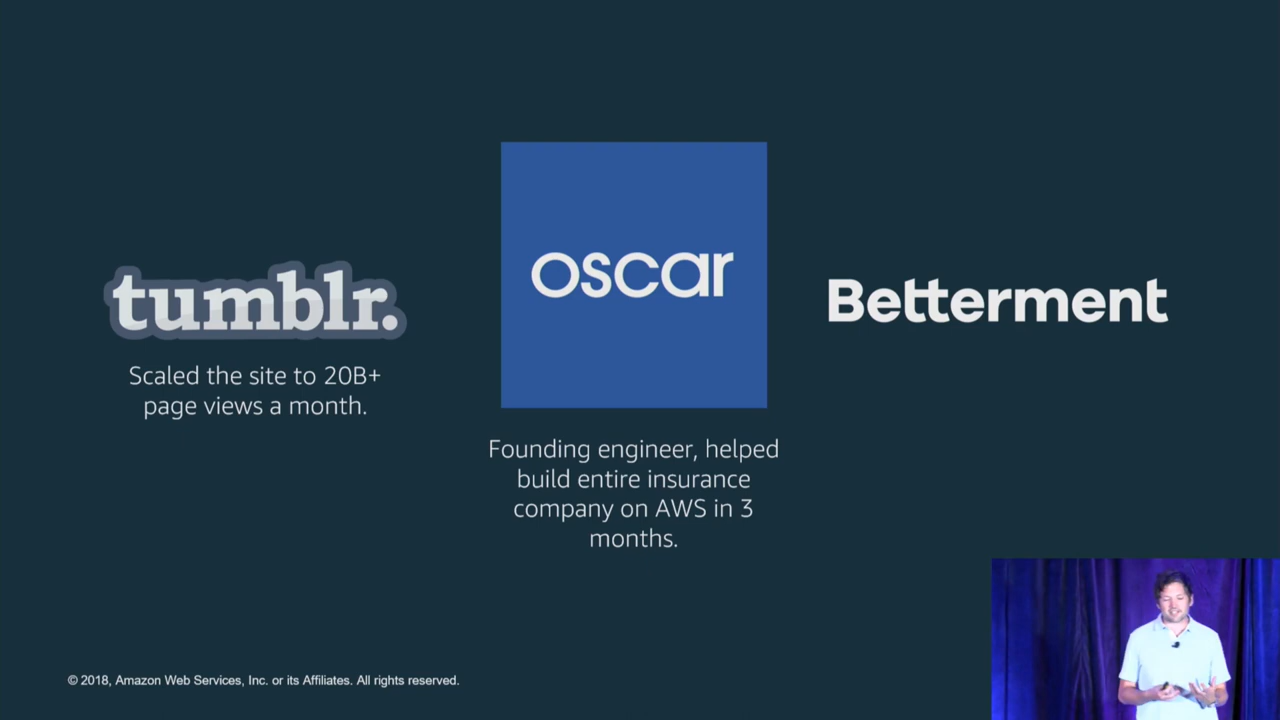 tumblr.
Scaled the site to 20B+
page views a month.
oscar
Founding engineer, helped
build entire insurance
company on AWS in 3
months.
Betterment
© 2018, Amazon Web Services, Inc. or its Affiliates. All rights reserved.